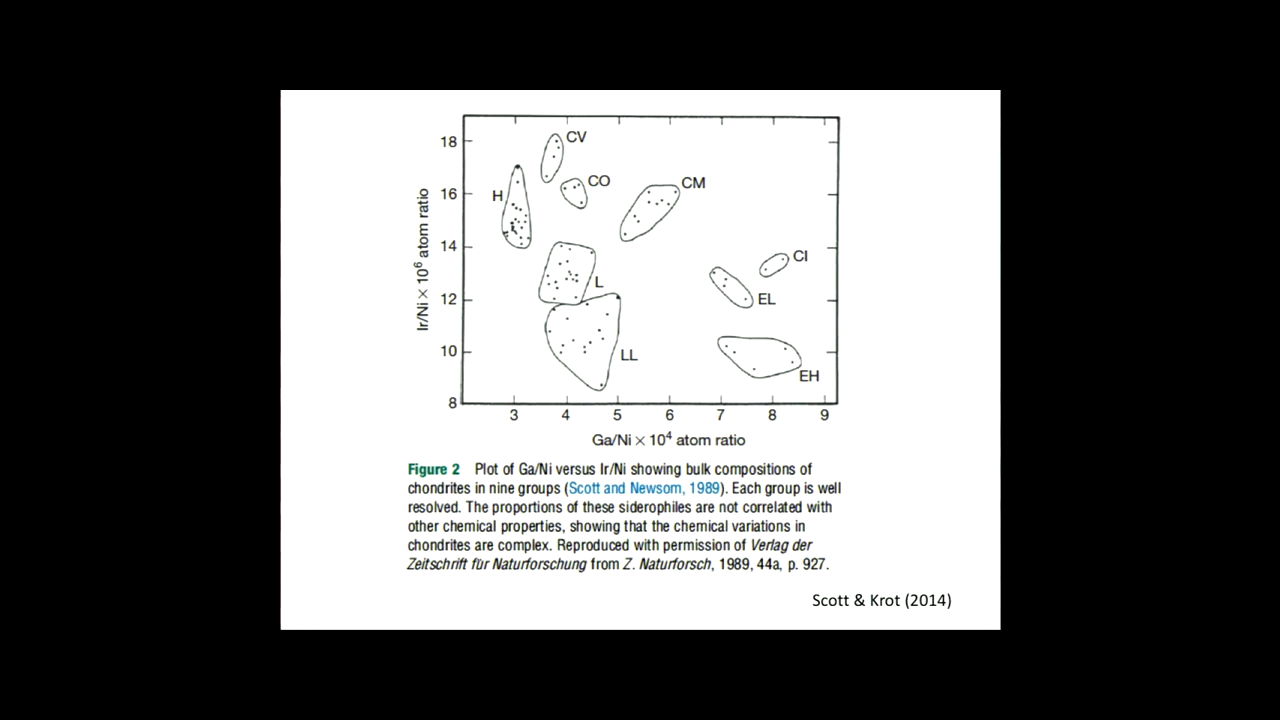 18
16
14
12
10
8
Ir/Ni × 10⁶ atom ratio
CV
CO
H
CM
CI
L
EL
LL
EH
3 4 5 6 7 8 9
Ga/Ni × 10⁴ atom ratio
Figure 2 Plot of Ga/Ni versus Ir/Ni showing bulk compositions of
chondrites in nine groups (Scott and Newsom, 1989). Each group is well
resolved. The proportions of these siderophiles are not correlated with
other chemical properties, showing that the chemical variations in
chondrites are complex. Reproduced with permission of Verlag der
Zeitschrift für Naturforschung from Z. Naturforsch, 1989, 44a, p. 927.
Scott & Krot (2014)